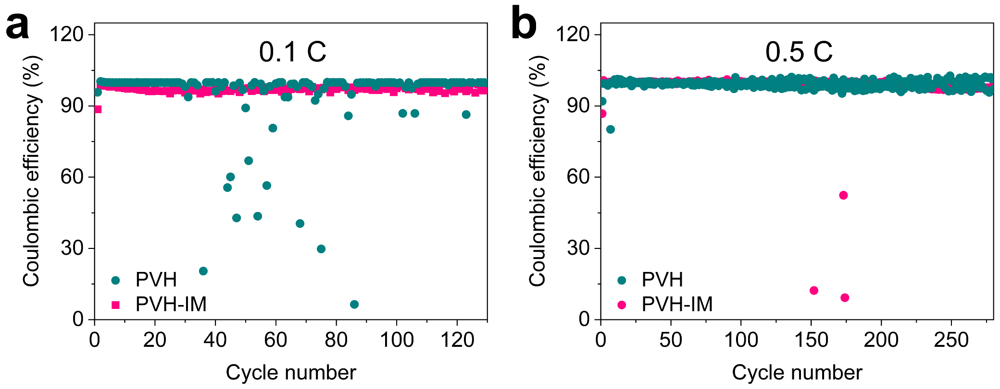 a
0.1 C
Coulombic efficiency (%)
120
90
60
30
0
PVH
PVH-IM
0 20 40 60 80 100 120
Cycle number
b
0.5 C
Coulombic efficiency (%)
120
90
60
30
0
PVH
PVH-IM
0 50 100 150 200 250
Cycle number